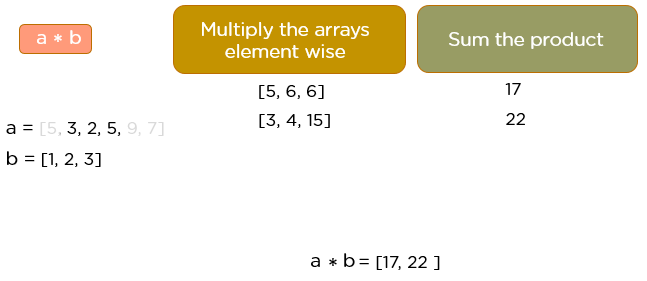 a * b
Multiply the arrays
element wise
Sum the product
[5, 6, 6]
17
[3, 4, 15]
22
a = [5, 3, 2, 5, 9, 7]
b = [1, 2, 3]
a * b = [17, 22 ]